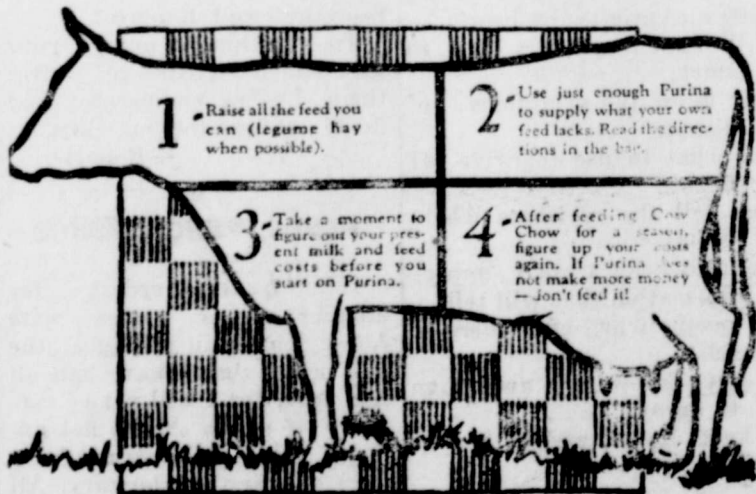 1-Raise all the feed you
can (legume hay
when possible).
2-Use just enough Purina
to supply what your own
feed lacks. Read the direc-
tions in the bag.
3-Take a moment to
figure out your pres-
ent milk and feed
costs before you
start on Purina.
4-After feeding Cow
Chow for a season,
figure up your costs
again. If Purina does
not make more money
—don't feed it!